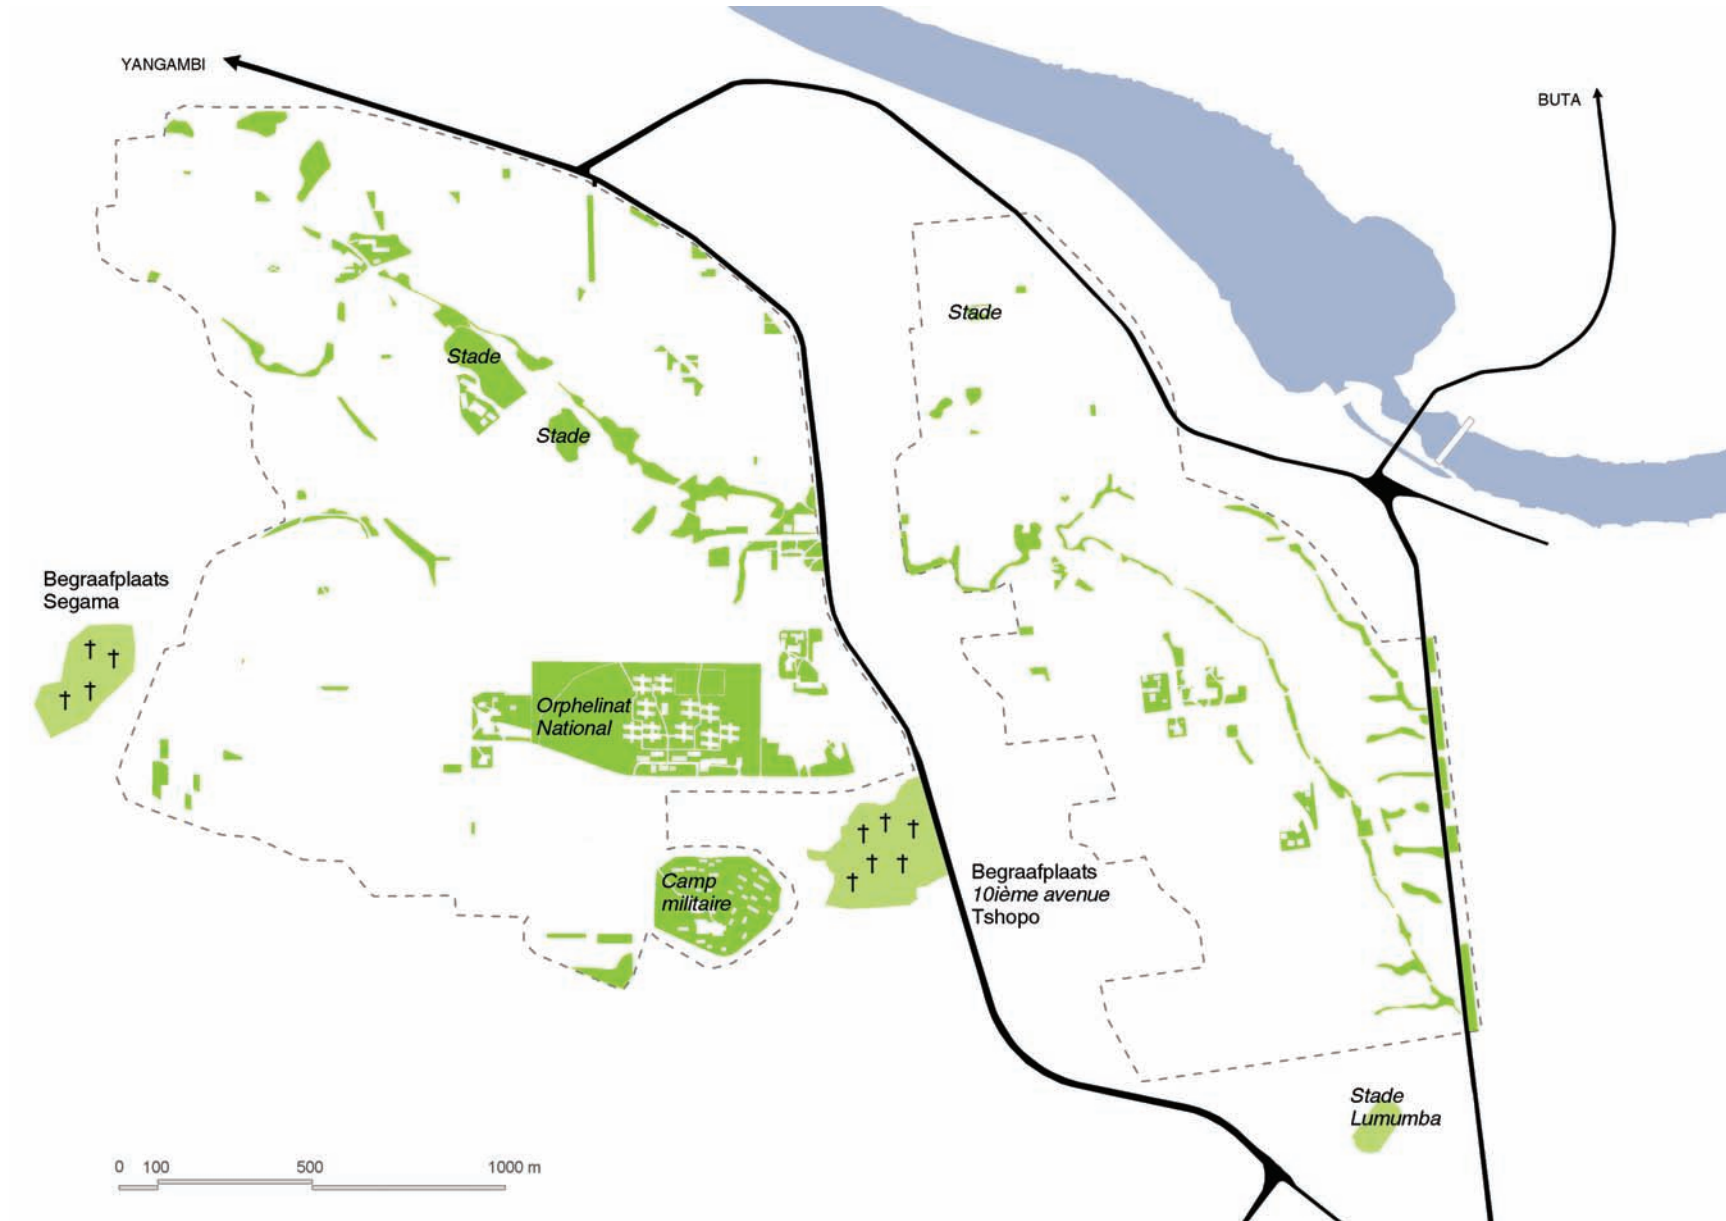 YANGAMBI
BUTA
Stade
Stade
Stade
Begraafplaats
Segama
Orphelinat
National
Camp
militaire
Begraafplaats
10ième avenue
Tshopo
Stade
Lumumba
0 100 500 1000 m